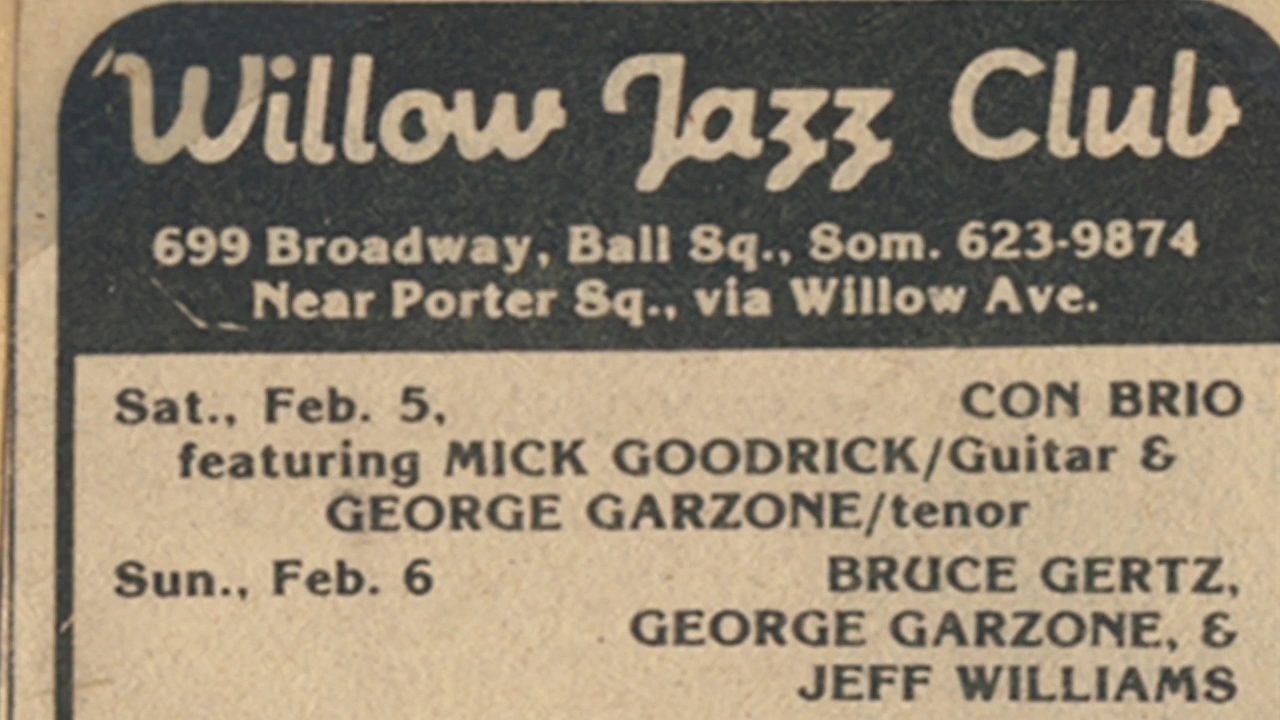 Willow Jazz Club
699 Broadway, Ball Sq., Som. 623-9874
Near Porter Sq., via Willow Ave.
Sat., Feb. 5, CON BRIO
featuring MICK GOODRICK/Guitar &
GEORGE GARZONE/tenor
Sun., Feb. 6 BRUCE GERTZ,
GEORGE GARZONE, &
JEFF WILLIAMS